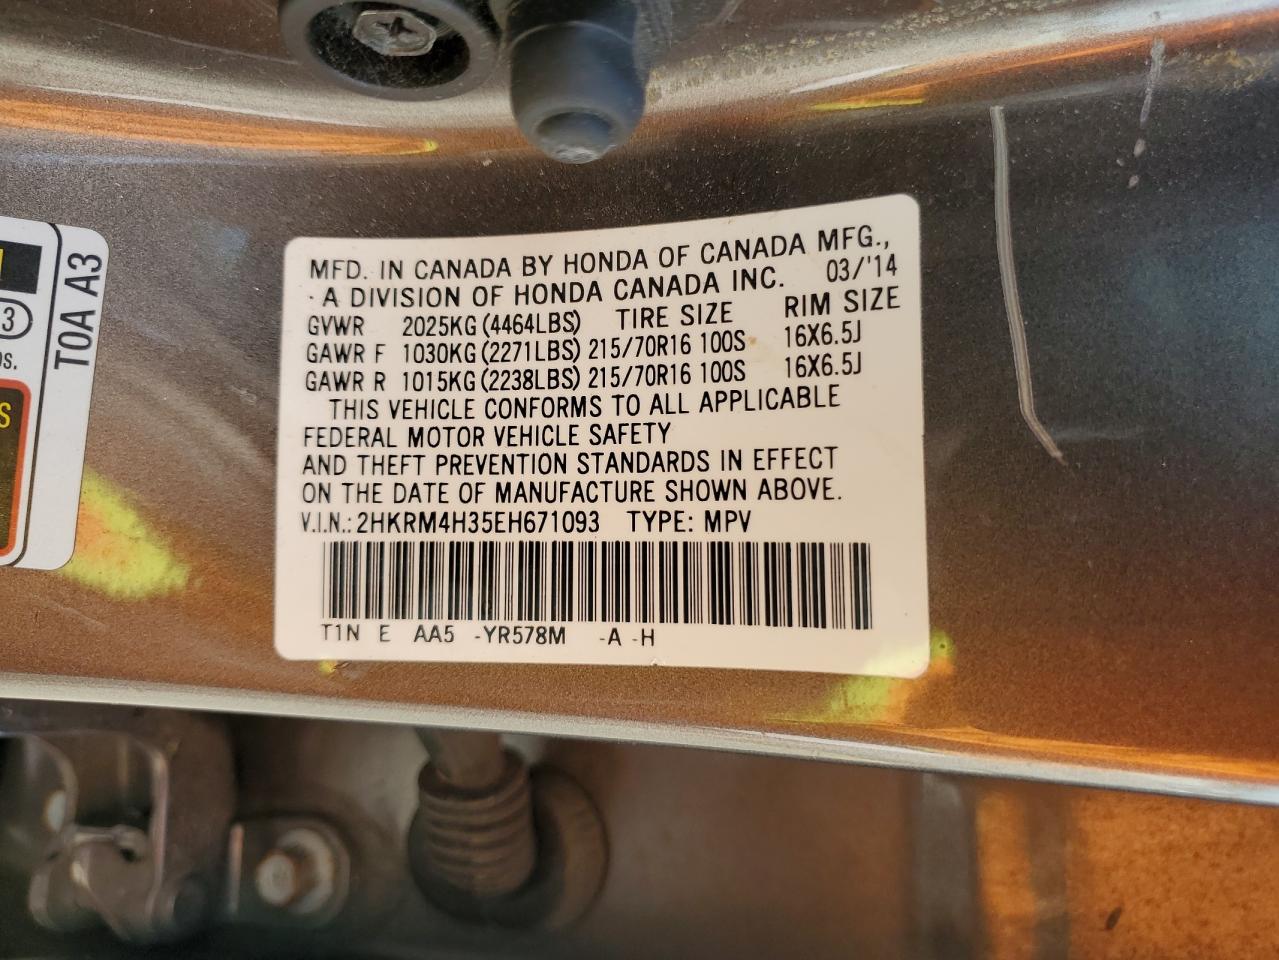 MFD. IN CANADA BY HONDA OF CANADA MFG.,
A DIVISION OF HONDA CANADA INC. 03/'14
GVWR 2025KG (4464LBS) TIRE SIZE RIM SIZE
GAWR F 1030KG (2271LBS) 215/70R16 100S 16X6.5J
GAWR R 1015KG (2238LBS) 215/70R16 100S 16X6.5J
THIS VEHICLE CONFORMS TO ALL APPLICABLE
FEDERAL MOTOR VEHICLE SAFETY
AND THEFT PREVENTION STANDARDS IN EFFECT
ON THE DATE OF MANUFACTURE SHOWN ABOVE.
V.I.N.: 2HKRM4H35EH671093 TYPE: MPV
T1N E AA5 -YR578M -A -H
T0A A3
3
S